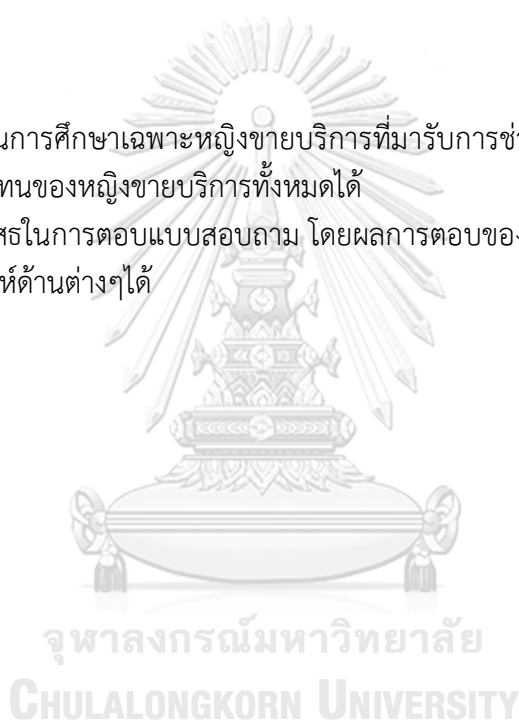 นการศึกษาเฉพาะหญิงขายบริการที่มารับการช่ว
ทนของหญิงขายบริการทั้งหมดได้
สธในการตอบแบบสอบถาม โดยผลการตอบของ
ห์ด้านต่างๆได้
จุฬาลงกรณ์มหาวิทยาลัย
CHULALONGKORN UNIVERSITY